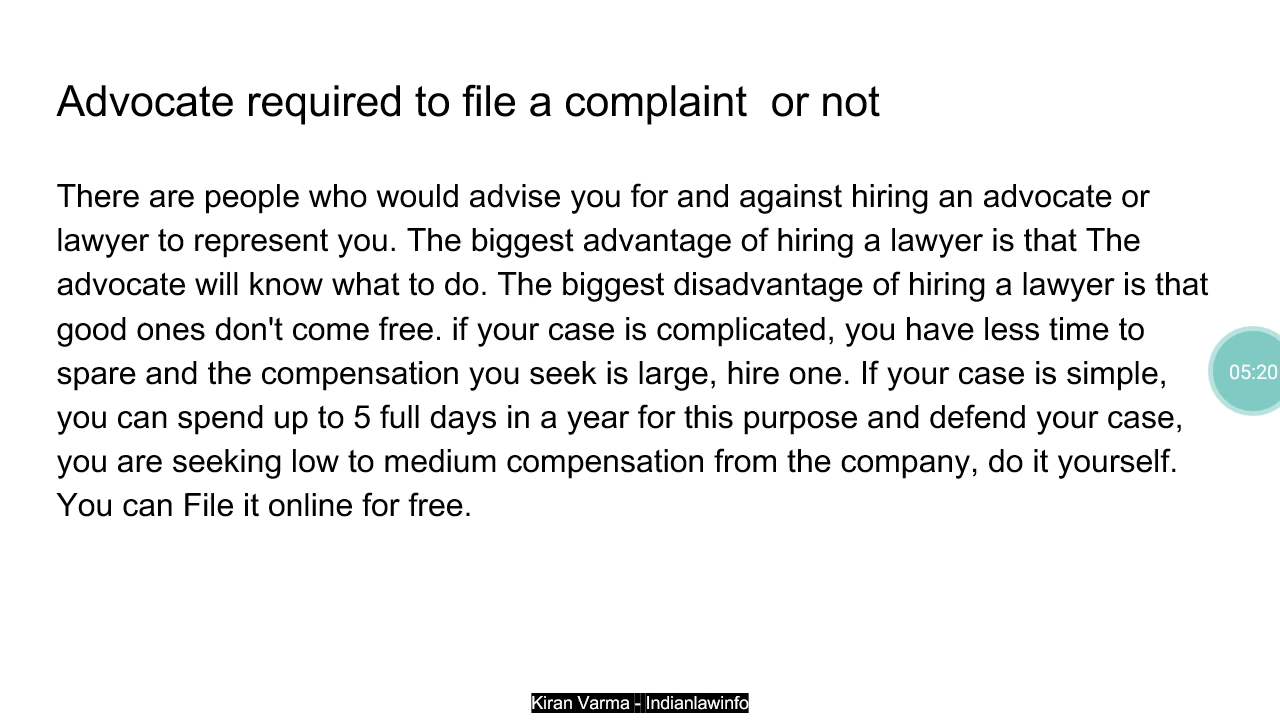 Advocate required to file a complaint  or not
There are people who would advise you for and against hiring an advocate or
lawyer to represent you. The biggest advantage of hiring a lawyer is that The
advocate will know what to do. The biggest disadvantage of hiring a lawyer is that
good ones don't come free. if your case is complicated, you have less time to
spare and the compensation you seek is large, hire one. If your case is simple,
you can spend up to 5 full days in a year for this purpose and defend your case,
you are seeking low to medium compensation from the company, do it yourself.
You can File it online for free.
05:20
Kiran Varma - Indianlawinfo